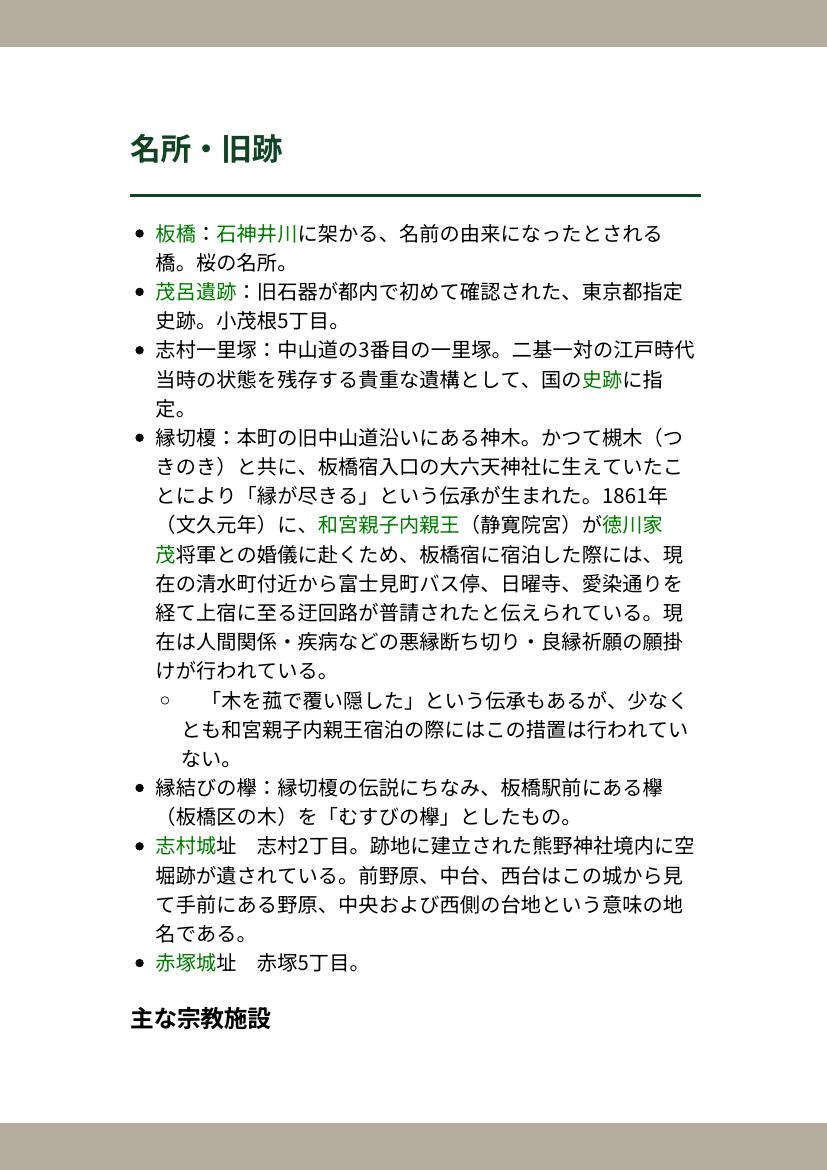 名所・旧跡
• 板橋：石神井川に架かる、名前の由来になったとされる
橋。桜の名所。
• 茂呂遺跡：旧石器が都内で初めて確認された、東京都指定
史跡。小茂根5丁目。
• 志村一里塚：中山道の3番目の一里塚。二基一対の江戸時代
当時の状態を残存する貴重な遺構として、国の史跡に指
定。
• 縁切榎：本町の旧中山道沿いにある神木。かつて槻木（つ
きのき）と共に、板橋宿入口の大六天神社に生えていたこ
とにより「縁が尽きる」という伝承が生まれた。1861年
（文久元年）に、和宮親子内親王（静寛院宮）が徳川家
茂将軍との婚儀に赴くため、板橋宿に宿泊した際には、現
在の清水町付近から富士見町バス停、日曜寺、愛染通りを
経て上宿に至る迂回路が普請されたと伝えられている。現
在は人間関係・疾病などの悪縁断ち切り・良縁祈願の願掛
けが行われている。
◦ 「木を菰で覆い隠した」という伝承もあるが、少なく
とも和宮親子内親王宿泊の際にはこの措置は行われてい
ない。
• 縁結びの欅：縁切榎の伝説にちなみ、板橋駅前にある欅
（板橋区の木）を「むすびの欅」としたもの。
• 志村城址　志村2丁目。跡地に建立された熊野神社境内に空
堀跡が遺されている。前野原、中台、西台はこの城から見
て手前にある野原、中央および西側の台地という意味の地
名である。
• 赤塚城址　赤塚5丁目。
主な宗教施設